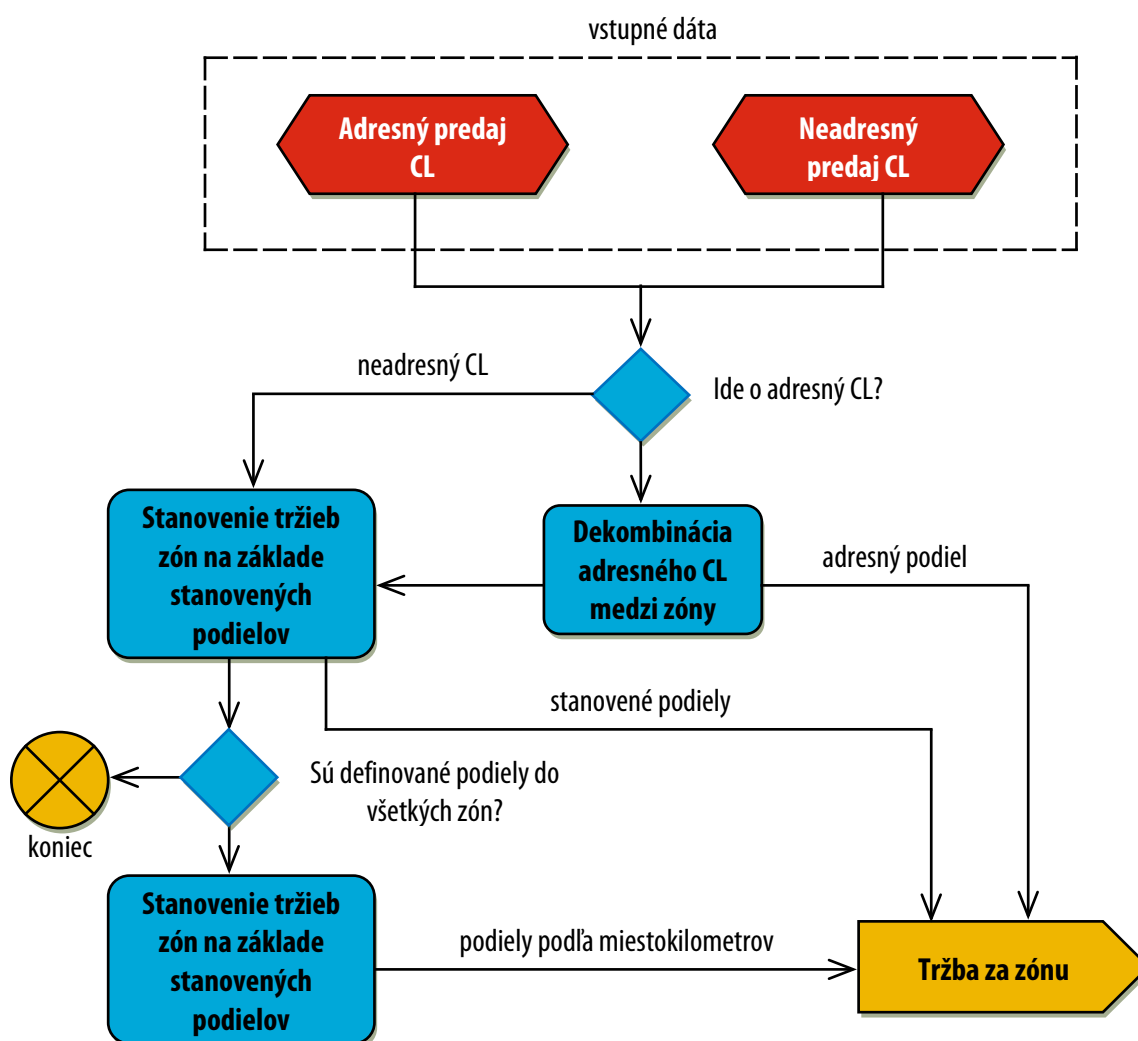 vstupné dáta
Adresný predaj
CL
Neadresný
predaj CL
neadresný CL
Ide o adresný CL?
Stanovenie tržieb
zón na základe
stanovených
podielov
Dekombinácia
adresného CL
medzi zóny
adresný podiel
stanovené podiely
Sú definované podiely do
všetkých zón?
koniec
Stanovenie tržieb
zón na základe
stanovených
podielov
podiely podľa miestokilometrov
Tržba za zónu